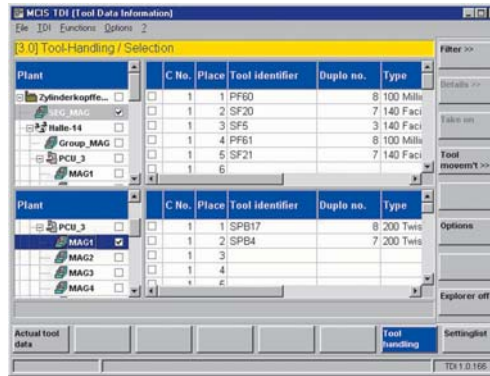 MCIS TDI (Tool Data Information)
File TDI Functions Options ?
[3.0] Tool-Handling / Selection
Filter >>
Plant
C No. Place Tool identifier Duplo no. Type
Zylinderkopffe...
1 1 PF60 8 100 Milli
Details >>
SEG_MAG
1 2 SF20 7 140 Faci
Halle-14
1 3 SF5 3 140 Faci
Take on
Group_MAG
1 4 PF61 8 100 Milli
PCU_3
1 5 SF21 7 140 Faci
Tool
movem't >>
MAG1
1 6
Plant
C No. Place Tool identifier Duplo no. Type
Options
PCU_3
1 1 SPB17 8 200 Twis
MAG1
1 2 SPB4 7 200 Twis
MAG2
1 3
MAG3
1 4
MAG4
1
Explorer off
Actual tool
data
Tool
handling
Settinglist
TDI 1.0.166